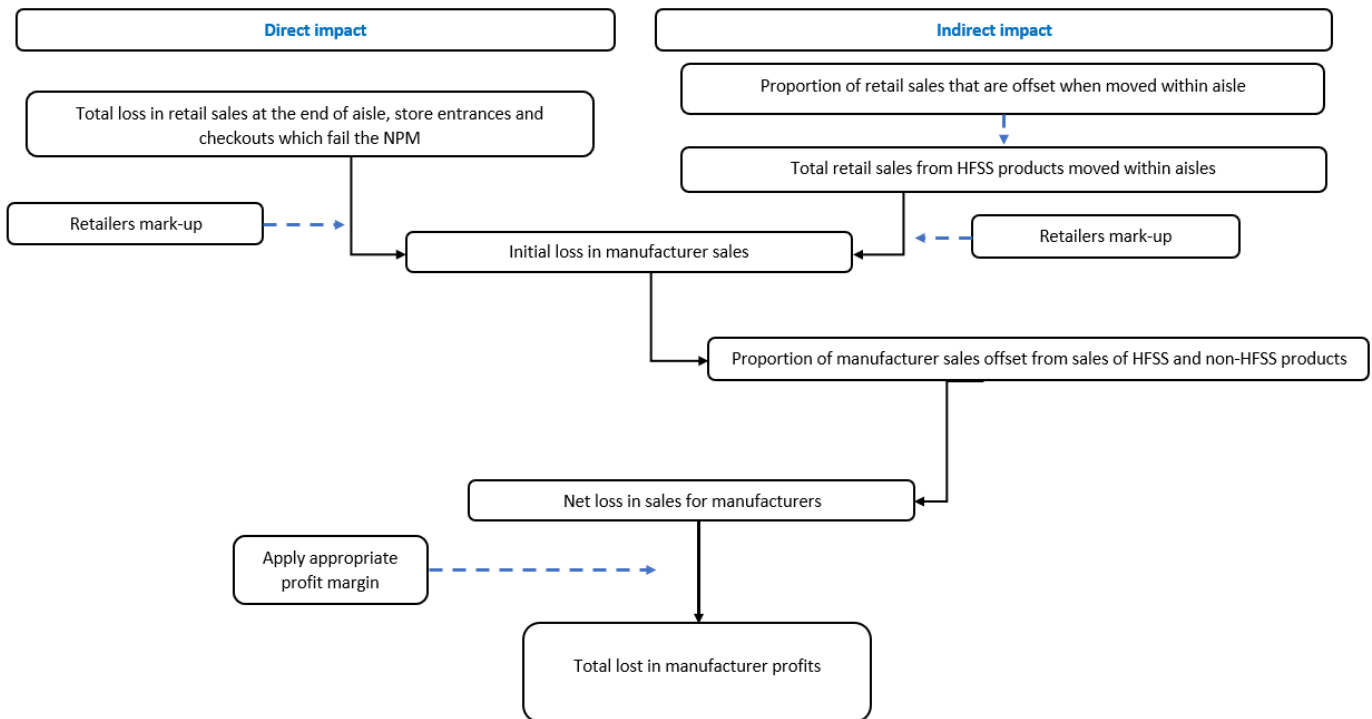 Direct impact
Indirect impact
Proportion of retail sales that are offset when moved within aisle
Total loss in retail sales at the end of aisle, store entrances and
checkouts which fail the NPM
Total retail sales from HFSS products moved within aisles
Retailers mark-up
Retailers mark-up
Initial loss in manufacturer sales
Proportion of manufacturer sales offset from sales of HFSS and non-HFSS products
Net loss in sales for manufacturers
Apply appropriate
profit margin
Total lost in manufacturer profits